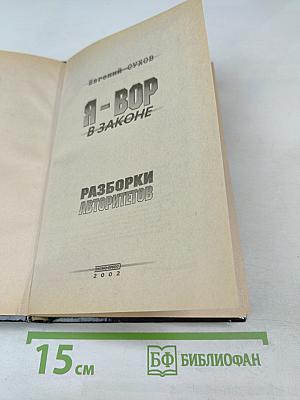 Евгений СУХОВ
Я – ВОР
В ЗАКОНЕ
РАЗБОРКИ
АВТОРИТЕТОВ
2002
15 см
БФ БИБЛИОФАН